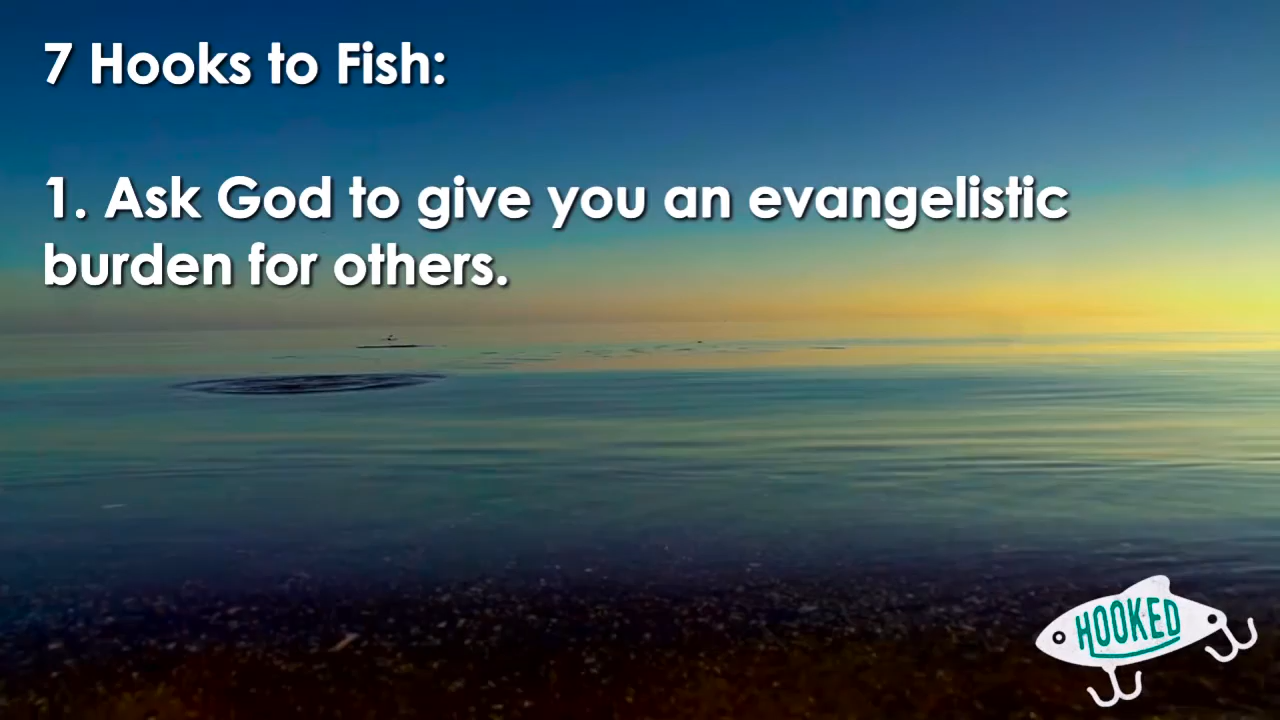 7 Hooks to Fish:
1. Ask God to give you an evangelistic
burden for others.
HOOKED